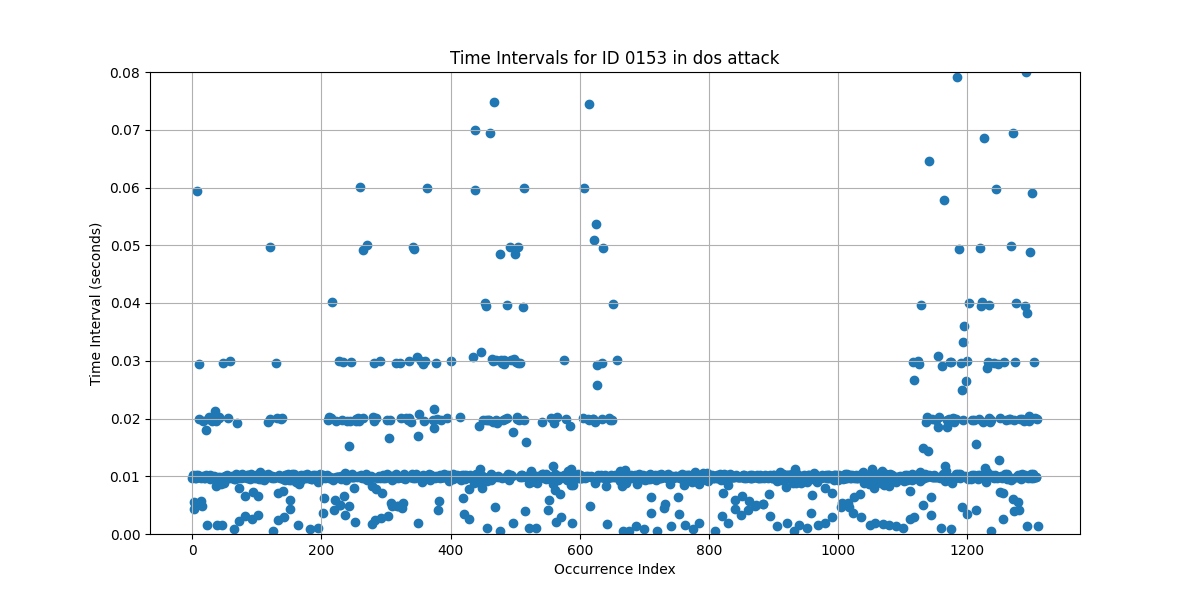 Time Intervals for ID 0153 in dos attack
0.08
0.07
0.06
0.05
0.04
0.03
0.02
0.01
0.00
Time Interval (seconds)
0 200 400 600 800 1000 1200
Occurrence Index